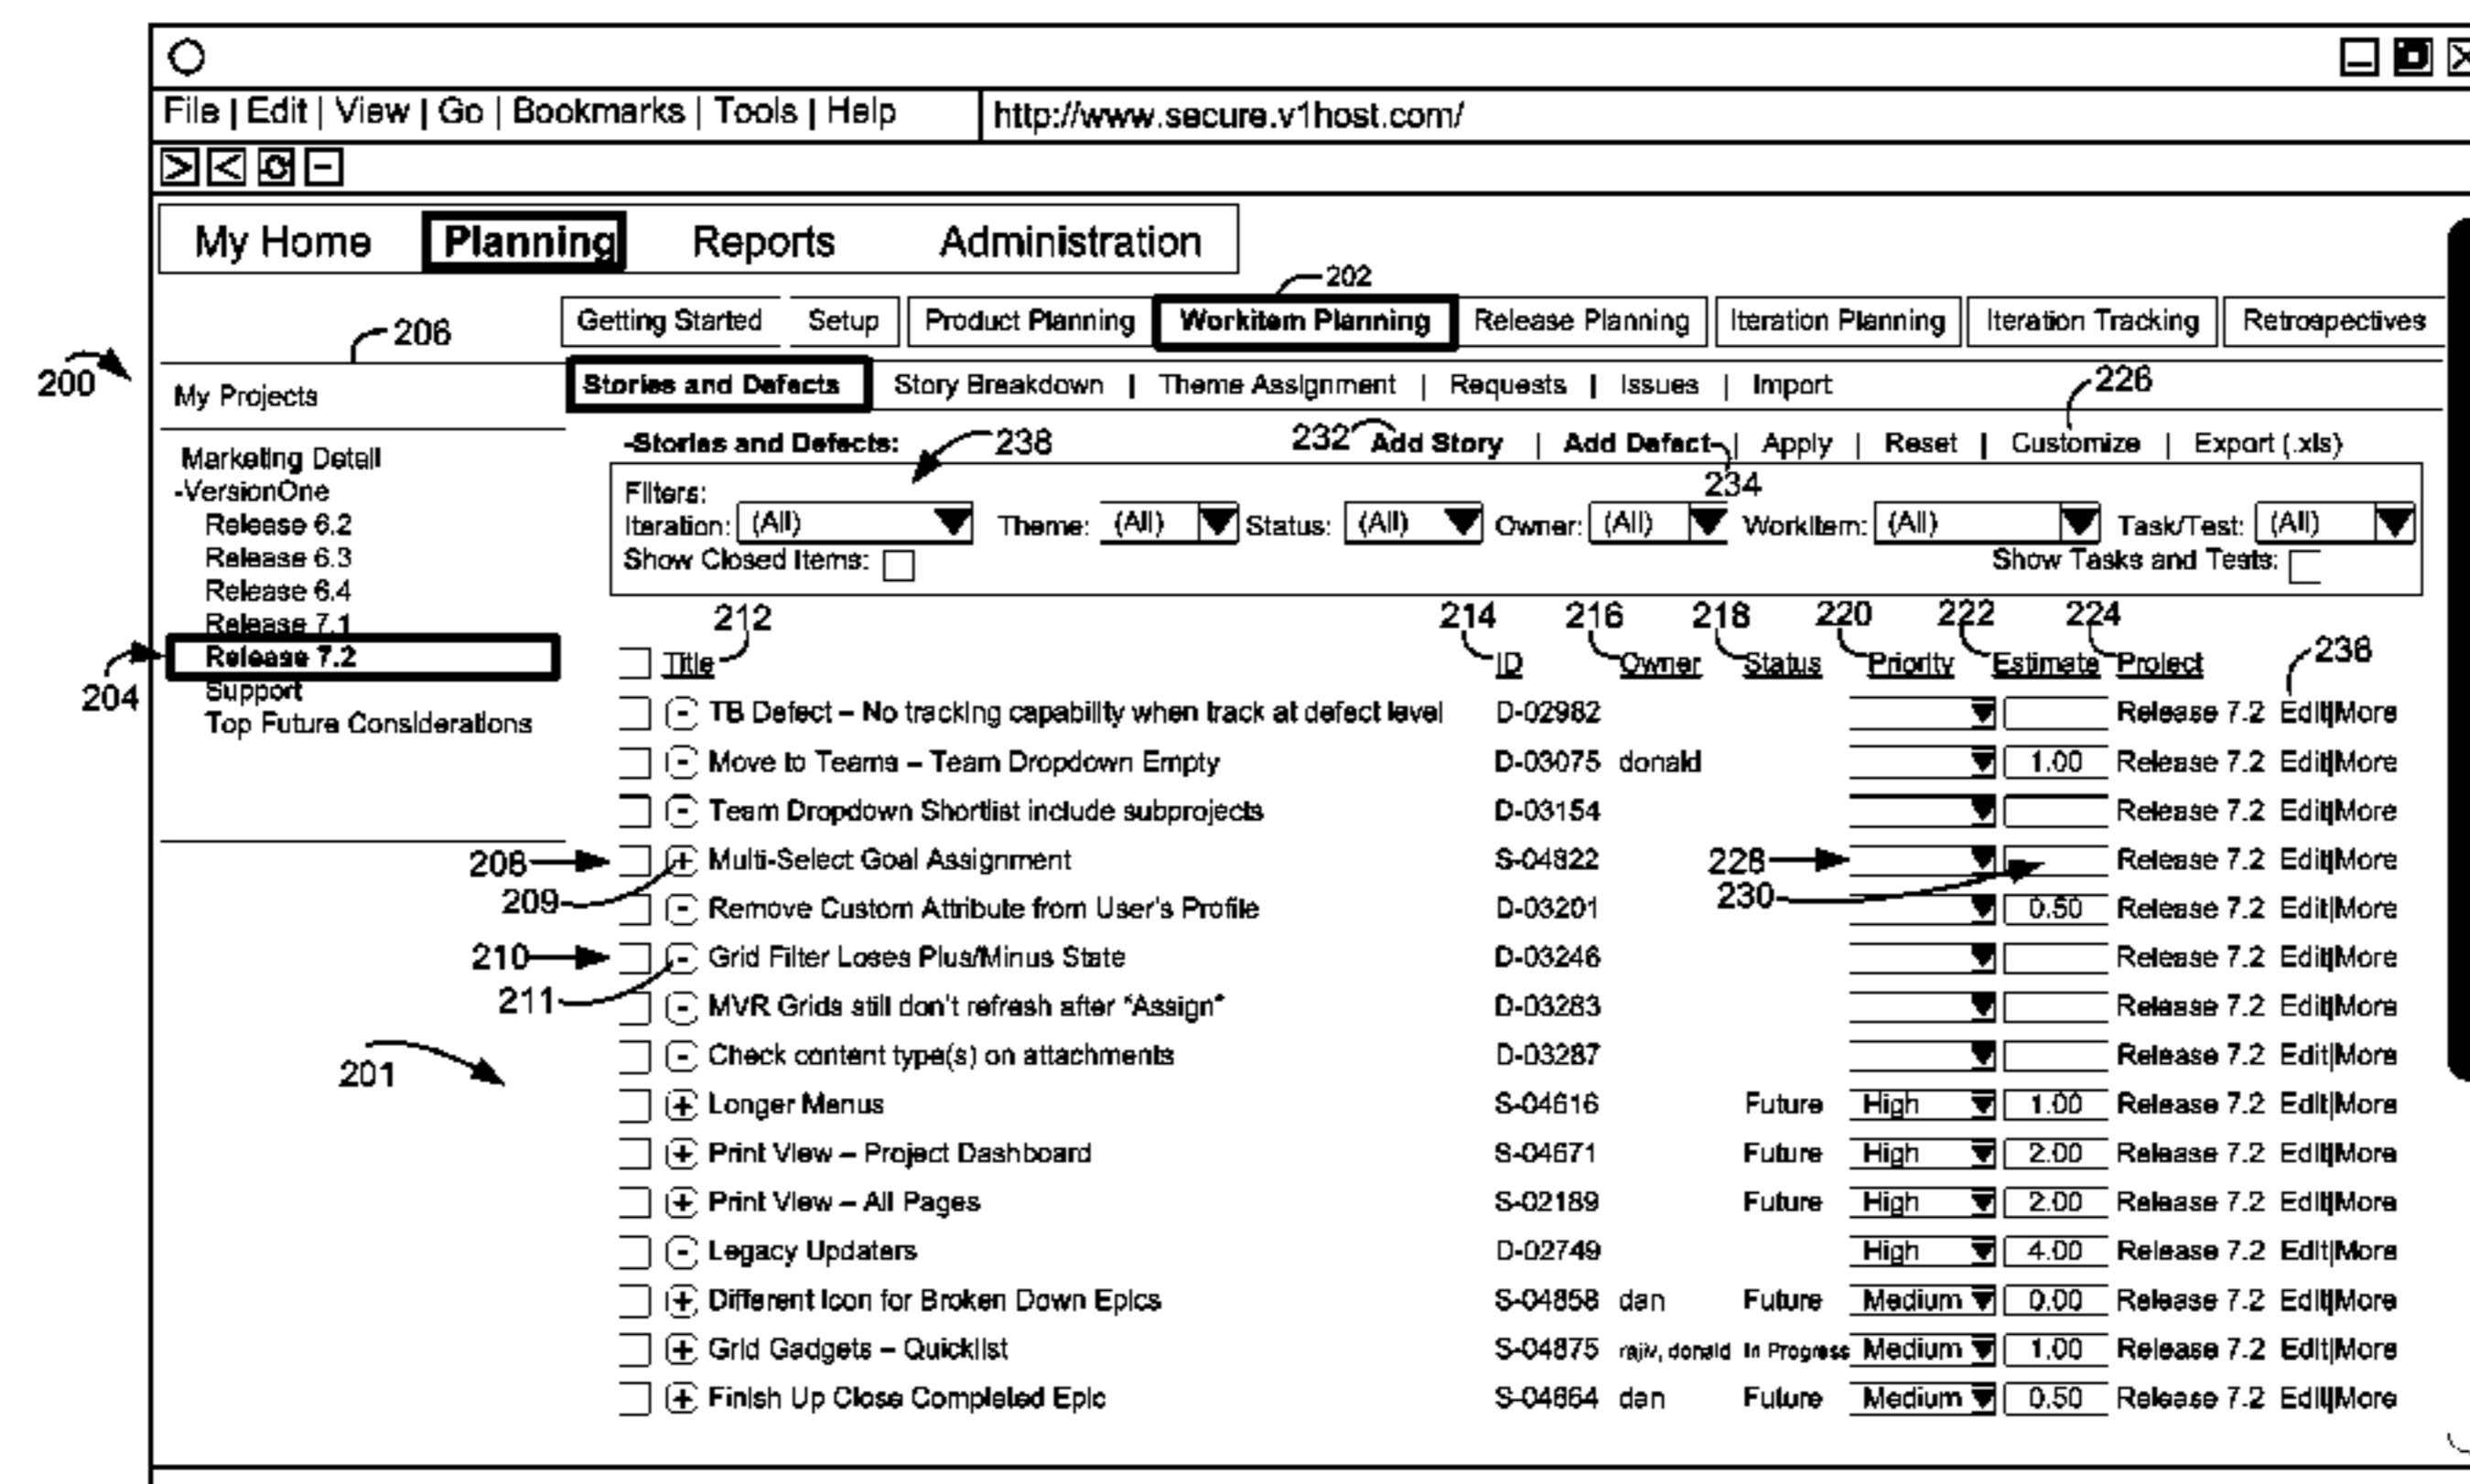 File | Edit | View | Go | Bookmarks | Tools | Help http://www.secure.v1host.com/
My Home Planning Reports Administration
202
Getting Started Setup Product Planning Workitem Planning Release Planning Iteration Planning Iteration Tracking Retrospectives
206
200
My Projects
Stories and Defects Story Breakdown | Theme Assignment | Requests | Issues | Import
226
-Stories and Defects: 238 232 Add Story | Add Defect | Apply | Reset | Customize | Export (.xls)
234
Marketing Detail
-VersionOne
Release 6.2
Release 6.3
Release 6.4
Release 7.1
Release 7.2
Support
Top Future Considerations
204
Filters:
Iteration: (All) Theme: (All) Status: (All) Owner: (All) WorkItem: (All) Task/Test: (All)
Show Closed Items: Show Tasks and Tests:
212 214 216 218 220 222 224
236
Title ID Owner Status Priority Estimate Project
- TB Defect – No tracking capability when track at defect level D-02982 Release 7.2 Edit|More
- Move to Teams – Team Dropdown Empty D-03075 donald 1.00 Release 7.2 Edit|More
- Team Dropdown Shortlist include subprojects D-03154 Release 7.2 Edit|More
208 + Multi-Select Goal Assignment S-04822 228 Release 7.2 Edit|More
209 230
- Remove Custom Attribute from User's Profile D-03201 0.50 Release 7.2 Edit|More
210 - Grid Filter Loses Plus/Minus State D-03246 Release 7.2 Edit|More
211
- MVR Grids still don't refresh after "Assign" D-03283 Release 7.2 Edit|More
- Check content type(s) on attachments D-03287 Release 7.2 Edit|More
201
+ Longer Menus S-04616 Future High 1.00 Release 7.2 Edit|More
+ Print View – Project Dashboard S-04671 Future High 2.00 Release 7.2 Edit|More
+ Print View – All Pages S-02189 Future High 2.00 Release 7.2 Edit|More
- Legacy Updaters D-02749 High 4.00 Release 7.2 Edit|More
+ Different Icon for Broken Down Epics S-04858 dan Future Medium 0.00 Release 7.2 Edit|More
+ Grid Gadgets – Quicklist S-04875 rajiv, donald In Progress Medium 1.00 Release 7.2 Edit|More
+ Finish Up Close Completed Epic S-04664 dan Future Medium 0.50 Release 7.2 Edit|More